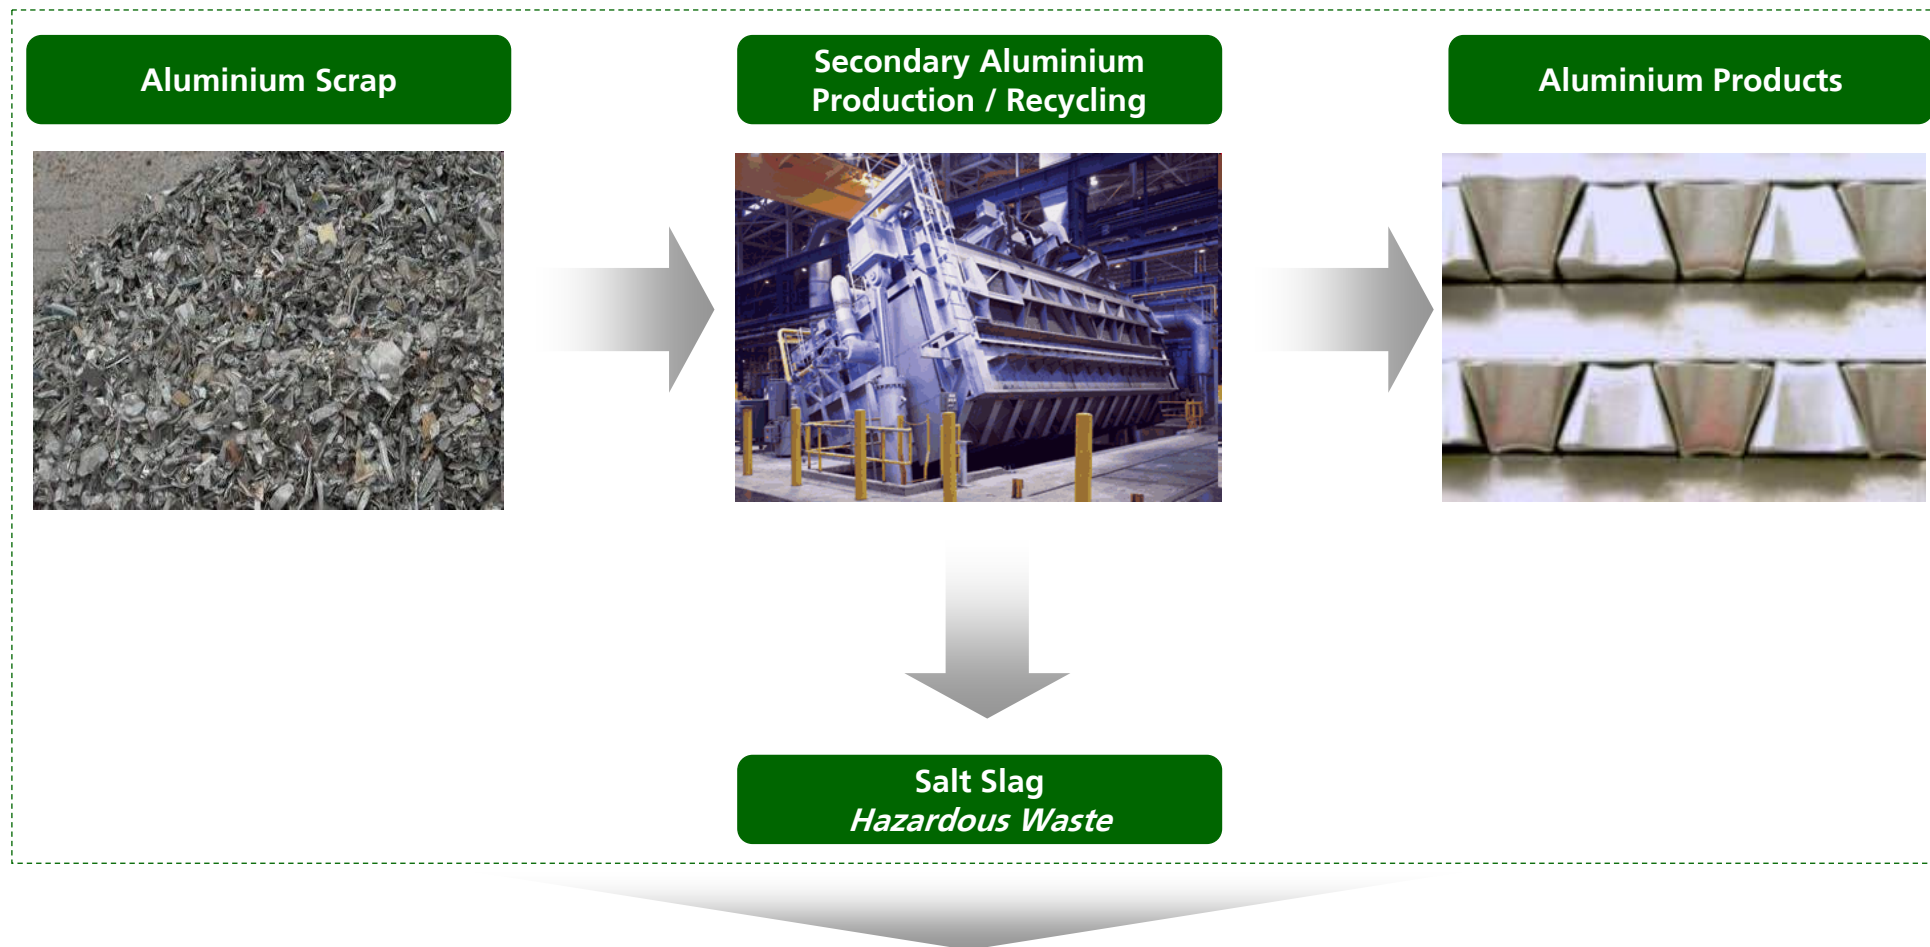 Aluminium Scrap
Secondary Aluminium
Production / Recycling
Aluminium Products
Salt Slag
Hazardous Waste